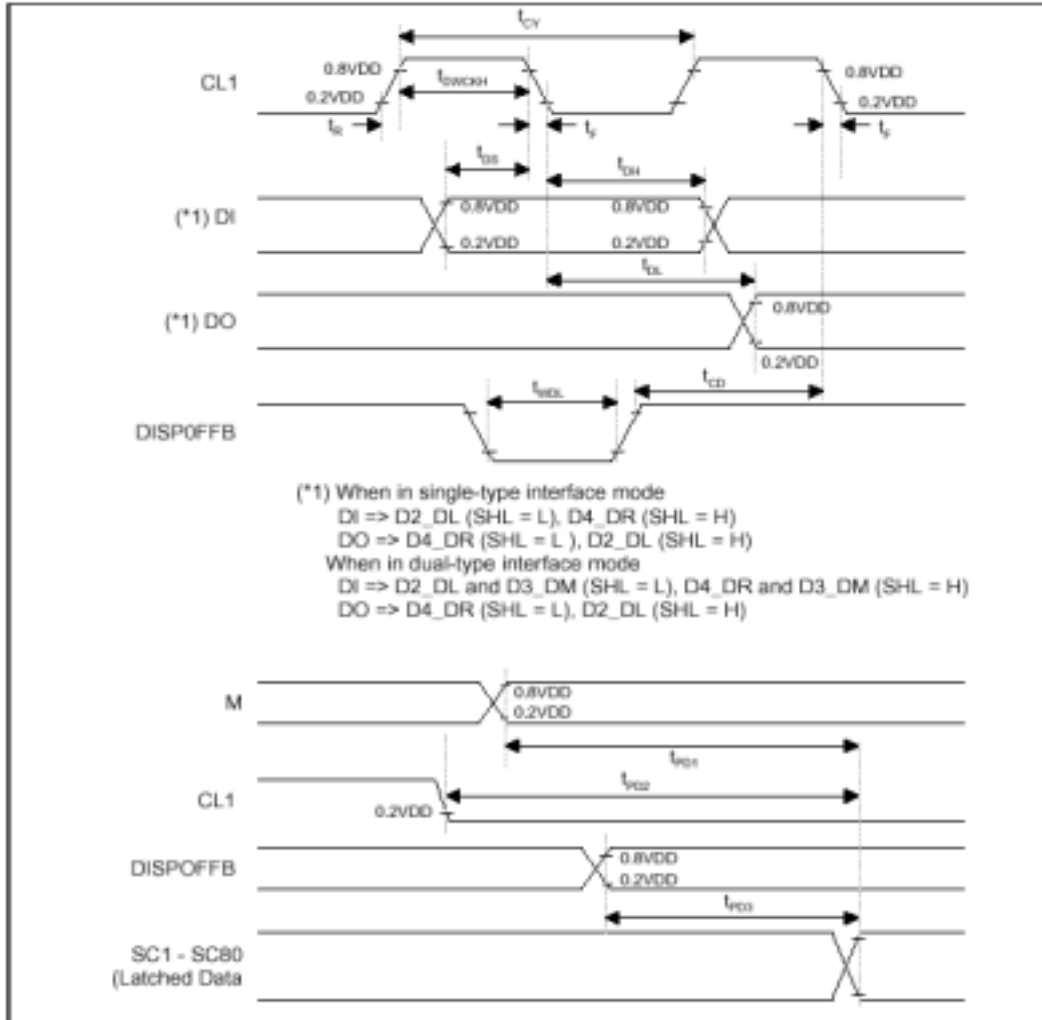 tCY
CL1
0.8VDD
tDWCKH
0.8VDD
0.2VDD
0.2VDD
tR
tF
tF
tDS
tDH
(*1) DI
0.8VDD
0.8VDD
0.2VDD
0.2VDD
tDL
(*1) DO
0.8VDD
0.2VDD
tCD
tWDL
DISP0FFB
(*1) When in single-type interface mode
DI => D2_DL (SHL = L), D4_DR (SHL = H)
DO => D4_DR (SHL = L ), D2_DL (SHL = H)
When in dual-type interface mode
DI => D2_DL and D3_DM (SHL = L), D4_DR and D3_DM (SHL = H)
DO => D4_DR (SHL = L), D2_DL (SHL = H)
M
0.8VDD
0.2VDD
tPD1
CL1
tPD2
0.2VDD
DISPOFFB
0.8VDD
0.2VDD
tPD3
SC1 - SC80
(Latched Data